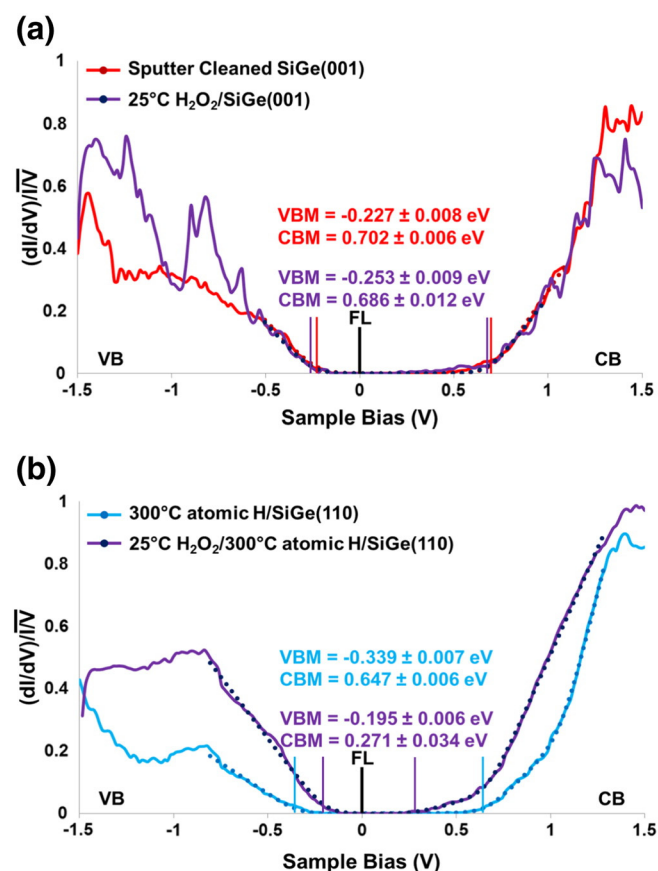 (a)
Sputter Cleaned SiGe(001)
25°C H₂O₂/SiGe(001)
1
0.8
0.6
0.4
0.2
0
(dI/dV)/I/V
VBM = -0.227 ± 0.008 eV
CBM = 0.702 ± 0.006 eV
VBM = -0.253 ± 0.009 eV
CBM = 0.686 ± 0.012 eV
FL
VB
CB
-1.5 -1 -0.5 0 0.5 1 1.5
Sample Bias (V)
(b)
300°C atomic H/SiGe(110)
25°C H₂O₂/300°C atomic H/SiGe(110)
1
0.8
0.6
0.4
0.2
0
(dI/dV)/I/V
VBM = -0.339 ± 0.007 eV
CBM = 0.647 ± 0.006 eV
VBM = -0.195 ± 0.006 eV
CBM = 0.271 ± 0.034 eV
FL
VB
CB
-1.5 -1 -0.5 0 0.5 1 1.5
Sample Bias (V)